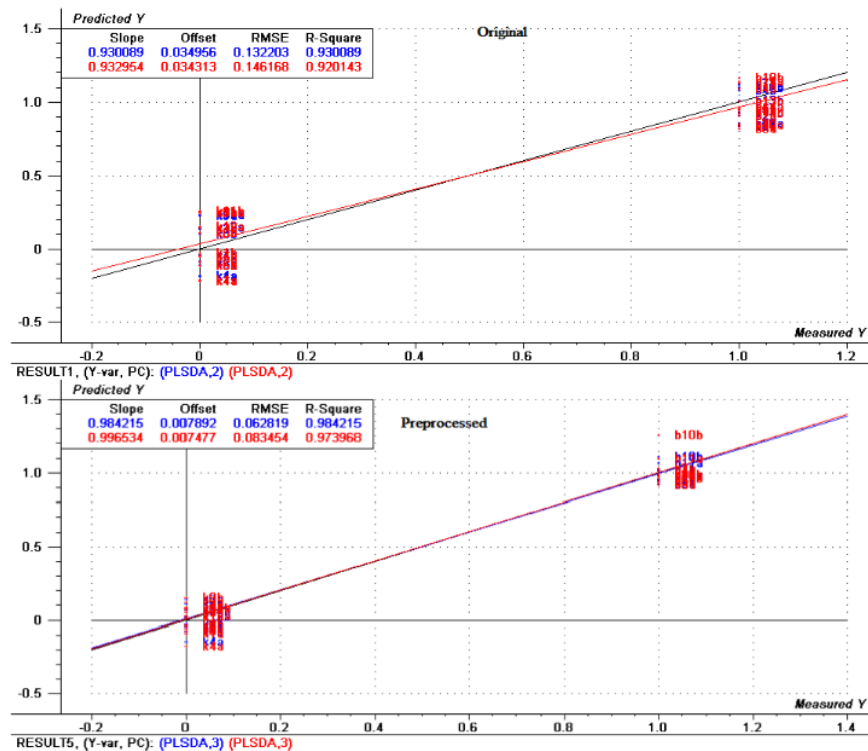 Predicted Y
Original
Slope Offset RMSE R-Square
0.930089 0.034956 0.132203 0.930089
0.932954 0.034313 0.146168 0.920143
1.5
1.0
0.5
0
-0.5
Measured Y
-0.2 0 0.2 0.4 0.6 0.8 1.0 1.2
RESULT1, (Y-var, PC): (PLSDA,2) (PLSDA,2)
Predicted Y
Preprocessed
Slope Offset RMSE R-Square
0.984215 0.007892 0.062819 0.984215
0.996534 0.007477 0.083454 0.973968
1.5
b10b
1.0
0.5
0
k4a
-0.5
Measured Y
-0.2 0 0.2 0.4 0.6 0.8 1.0 1.2 1.4
RESULT5, (Y-var, PC): (PLSDA,3) (PLSDA,3)